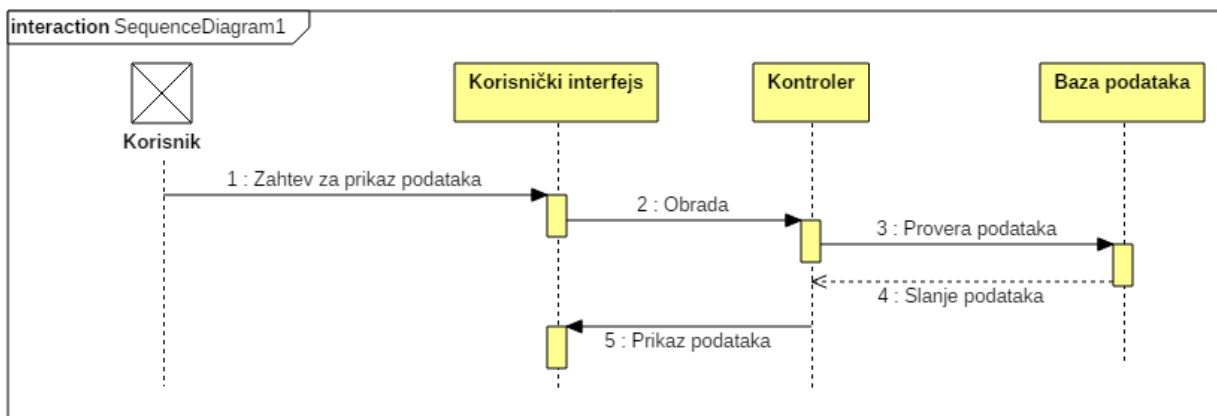 interaction SequenceDiagram1
Korisnički interfejs
Kontroler
Baza podataka
Korisnik
1 : Zahtev za prikaz podataka
2 : Obrada
3 : Provera podataka
4 : Slanje podataka
5 : Prikaz podataka